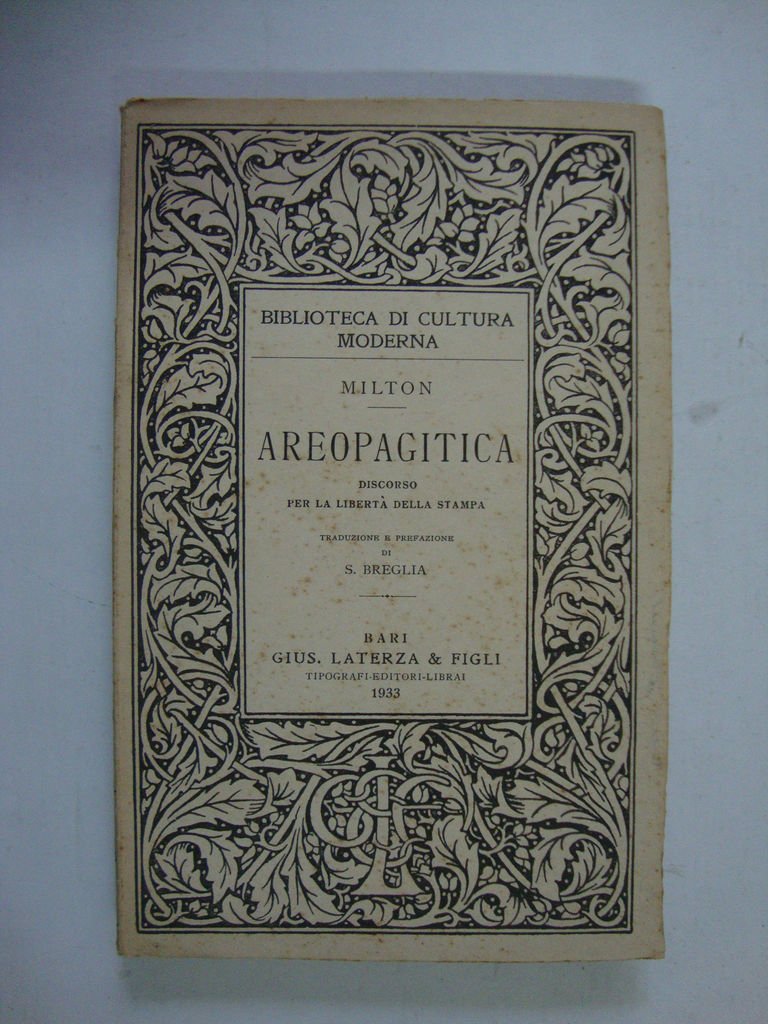 BIBLIOTECA DI CULTURA
MODERNA
MILTON
AREOPAGITICA
DISCORSO
PER LA LIBERTÀ DELLA STAMPA
TRADUZIONE E PREFAZIONE
DI
S. BREGLIA
BARI
GIUS. LATERZA & FIGLI
TIPOGRAFI-EDITORI-LIBRAI
1933